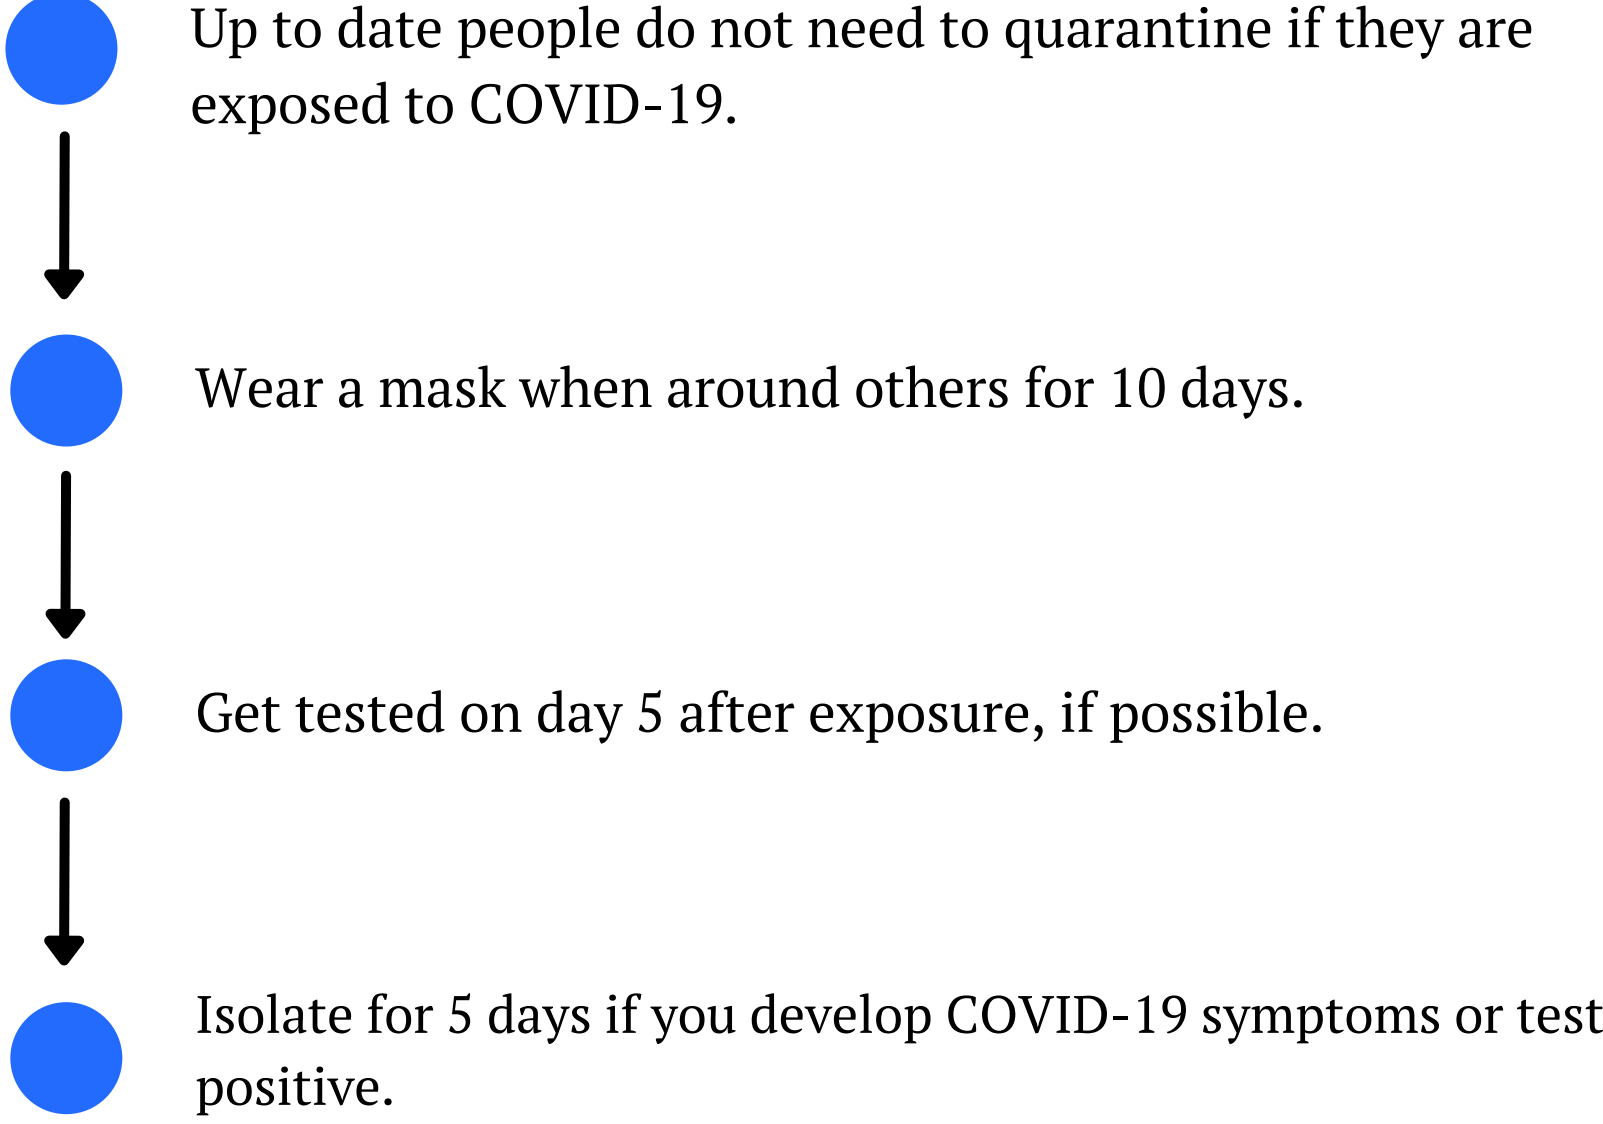 Up to date people do not need to quarantine if they are
exposed to COVID-19.
Wear a mask when around others for 10 days.
Get tested on day 5 after exposure, if possible.
Isolate for 5 days if you develop COVID-19 symptoms or test
positive.